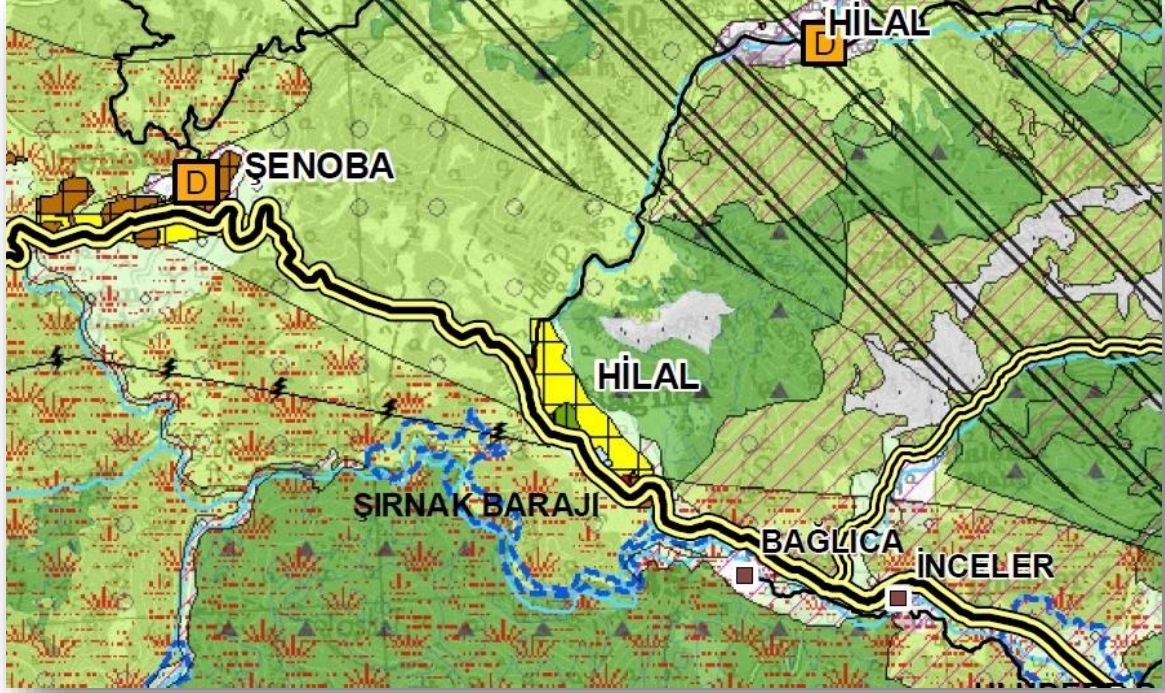 HİLAL
D
D
ŞENOBA
HİLAL
ŞIRNAK BARAJI
BAĞLICA
İNCELER